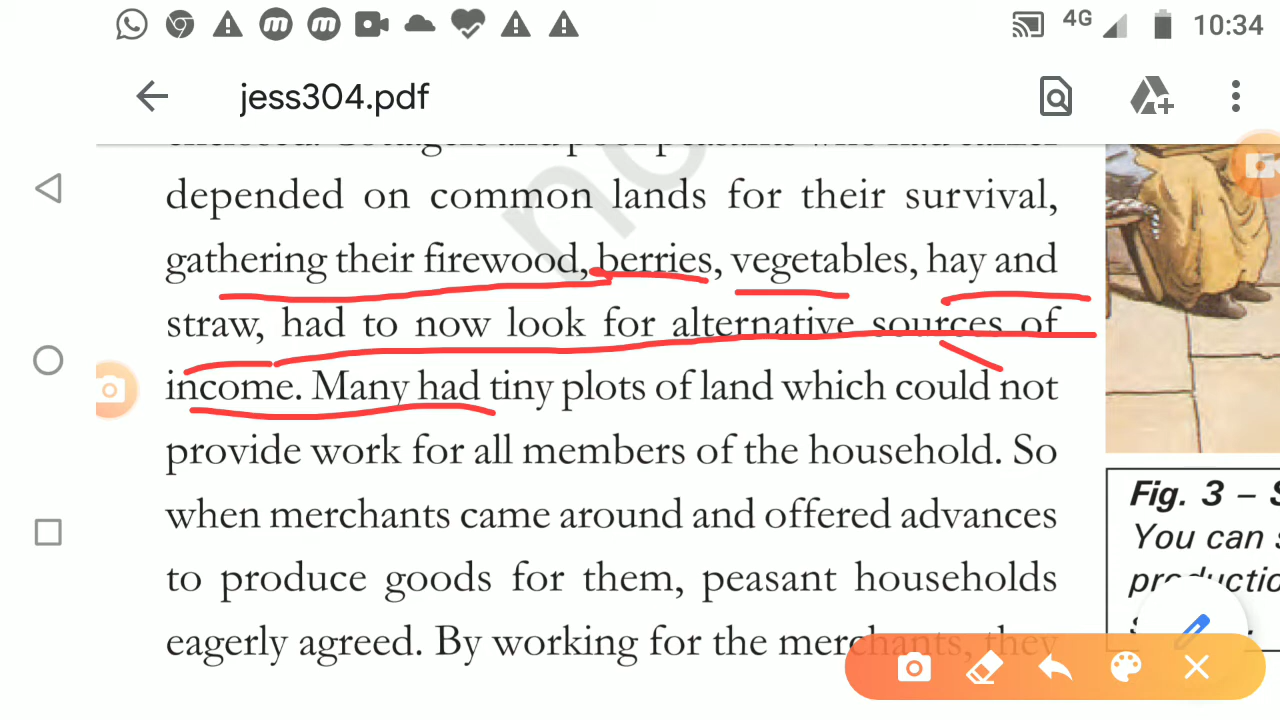 4G 10:34
jess304.pdf
depended on common lands for their survival,
gathering their firewood, berries, vegetables, hay and
straw, had to now look for alternative sources of
income. Many had tiny plots of land which could not
provide work for all members of the household. So
when merchants came around and offered advances
to produce goods for them, peasant households
eagerly agreed. By working for the merchants, they
Fig. 3 –
You can